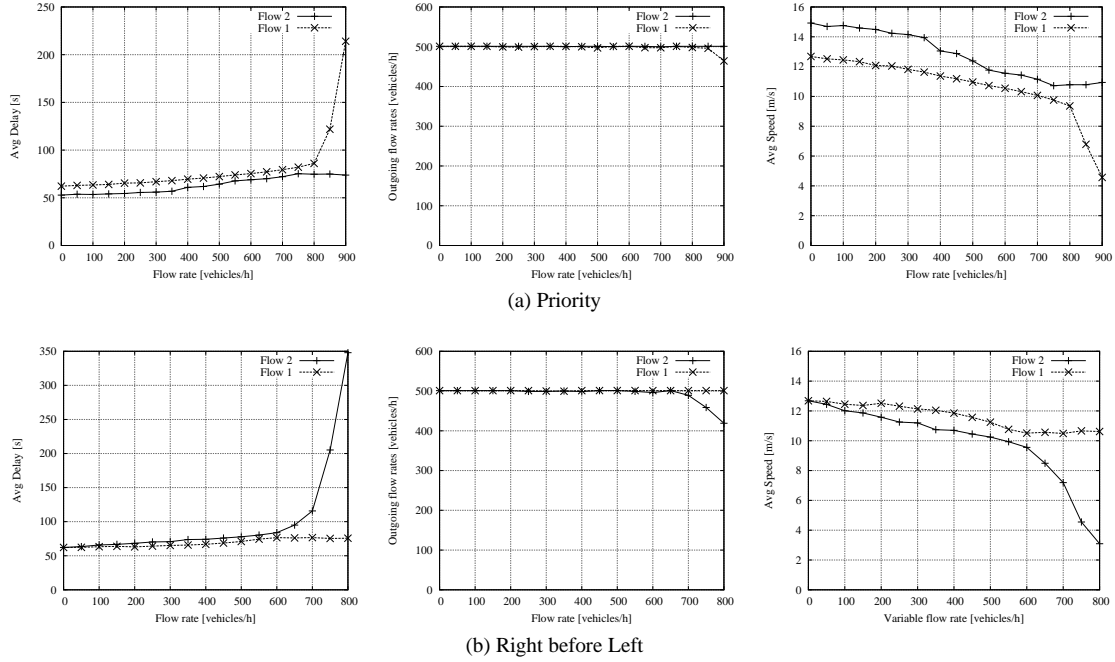 250
200
150
100
50
0
0 100 200 300 400 500 600 700 800 900
Avg Delay [s]
Flow rate [vehicles/h]
Flow 2
Flow 1
600
500
400
300
200
100
0
0 100 200 300 400 500 600 700 800 900
Outgoing flow rates [vehicles/h]
Flow rate [vehicles/h]
Flow 2
Flow 1
16
14
12
10
8
6
4
2
0
0 100 200 300 400 500 600 700 800 900
Avg Speed [m/s]
Flow rate [vehicles/h]
Flow 2
Flow 1
(a) Priority
350
300
250
200
150
100
50
0
0 100 200 300 400 500 600 700 800
Avg Delay [s]
Flow rate [vehicles/h]
Flow 2
Flow 1
600
500
400
300
200
100
0
0 100 200 300 400 500 600 700 800
Outgoing flow rates [vehicles/h]
Flow rate [vehicles/h]
Flow 2
Flow 1
16
14
12
10
8
6
4
2
0
0 100 200 300 400 500 600 700 800
Avg Speed [m/s]
Variable flow rate [vehicles/h]
Flow 2
Flow 1
(b) Right before Left